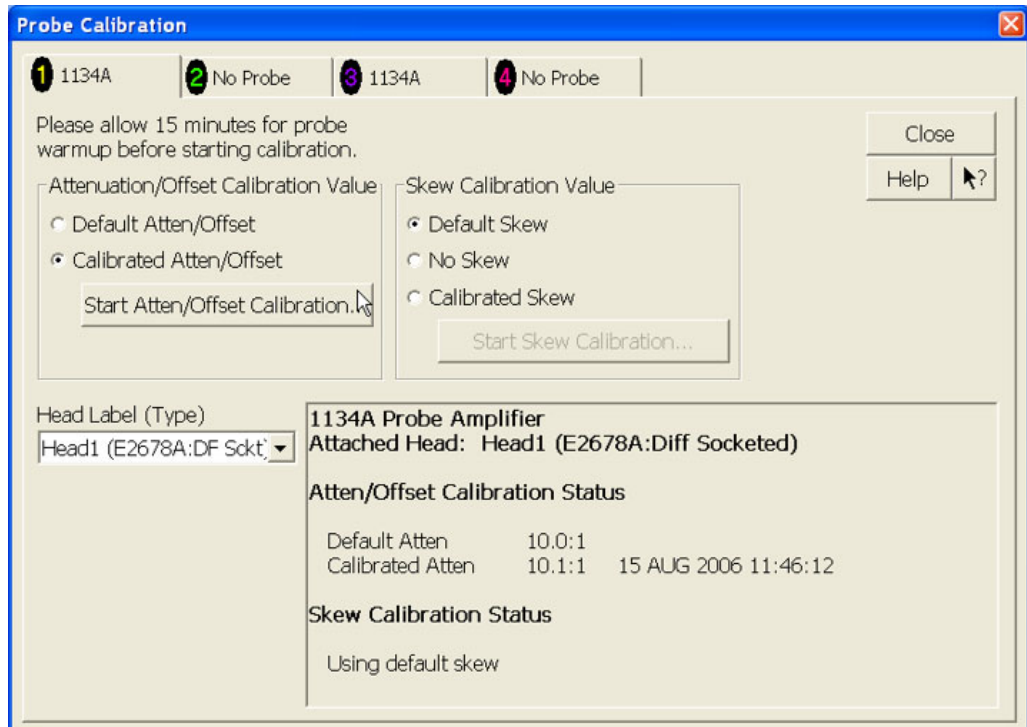 Probe Calibration
1 1134A
2 No Probe
3 1134A
4 No Probe
Please allow 15 minutes for probe
warmup before starting calibration.
Close
Help ?
Attenuation/Offset Calibration Value
Default Atten/Offset
Calibrated Atten/Offset
Start Atten/Offset Calibration..
Skew Calibration Value
Default Skew
No Skew
Calibrated Skew
Start Skew Calibration...
Head Label (Type)
Head1 (E2678A:DF Sckt)
1134A Probe Amplifier
Attached Head: Head1 (E2678A:Diff Socketed)
Atten/Offset Calibration Status
Default Atten 10.0:1
Calibrated Atten 10.1:1 15 AUG 2006 11:46:12
Skew Calibration Status
Using default skew